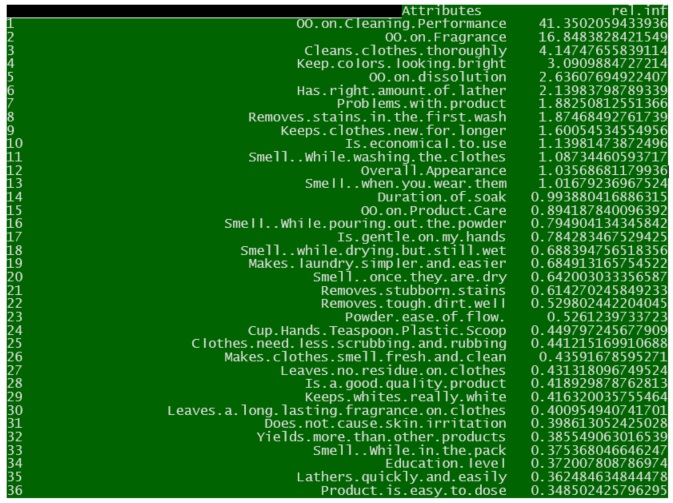 Attributes rel.inf
1 OO.on.Cleaning.Performance 41.3502059433936
2 OO.on.Fragrance 16.8483828421549
3 Cleans.clothes.thoroughly 4.14747655839114
4 Keep.colors.looking.bright 3.0909884727214
5 OO.on.dissolution 2.63607694922407
6 Has.right.amount.of.lather 2.13983798789339
7 Problems.with.product 1.88250812551366
8 Removes.stains.in.the.first.wash 1.87468492761739
9 Keeps.clothes.new.for.longer 1.60054534554956
10 Is.economical.to.use 1.13981473872496
11 Smell..While.washing.the.clothes 1.08734460593717
12 Overall.Appearance 1.03568681179936
13 Smell..when.you.wear.them 1.01679236967524
14 Duration.of.soak 0.993880416886315
15 OO.on.Product.Care 0.894187840096392
16 Smell..While.pouring.out.the.powder 0.794904134345842
17 Is.gentle.on.my.hands 0.784283467529425
18 Smell..while.drying.but.still.wet 0.688394756518356
19 Makes.laundry.simpler.and.easier 0.684913165754522
20 Smell..once.they.are.dry 0.642003033356587
21 Removes.stubborn.stains 0.614270245849233
22 Removes.tough.dirt.well 0.529802442204045
23 Powder.ease.of.flow. 0.5261239733723
24 Cup.Hands.Teaspoon.Plastic.Scoop 0.449797245677909
25 Clothes.need.less.scrubbing.and.rubbing 0.441215169910688
26 Makes.clothes.smell.fresh.and.clean 0.43591678595271
27 Leaves.no.residue.on.clothes 0.431318096749524
28 Is.a.good.quality.product 0.418929878762813
29 Keeps.whites.really.white 0.416320035755464
30 Leaves.a.long.lasting.fragrance.on.clothes 0.400954940741701
31 Does.not.cause.skin.irritation 0.398613052425028
32 Yields.more.than.other.products 0.385549063016539
33 Smell..While.in.the.pack 0.375368046646247
34 Education.level 0.372007808786974
35 Lathers.quickly.and.easily 0.362484634844478
36 Product.is.easy.to.dose 0.348502425796295